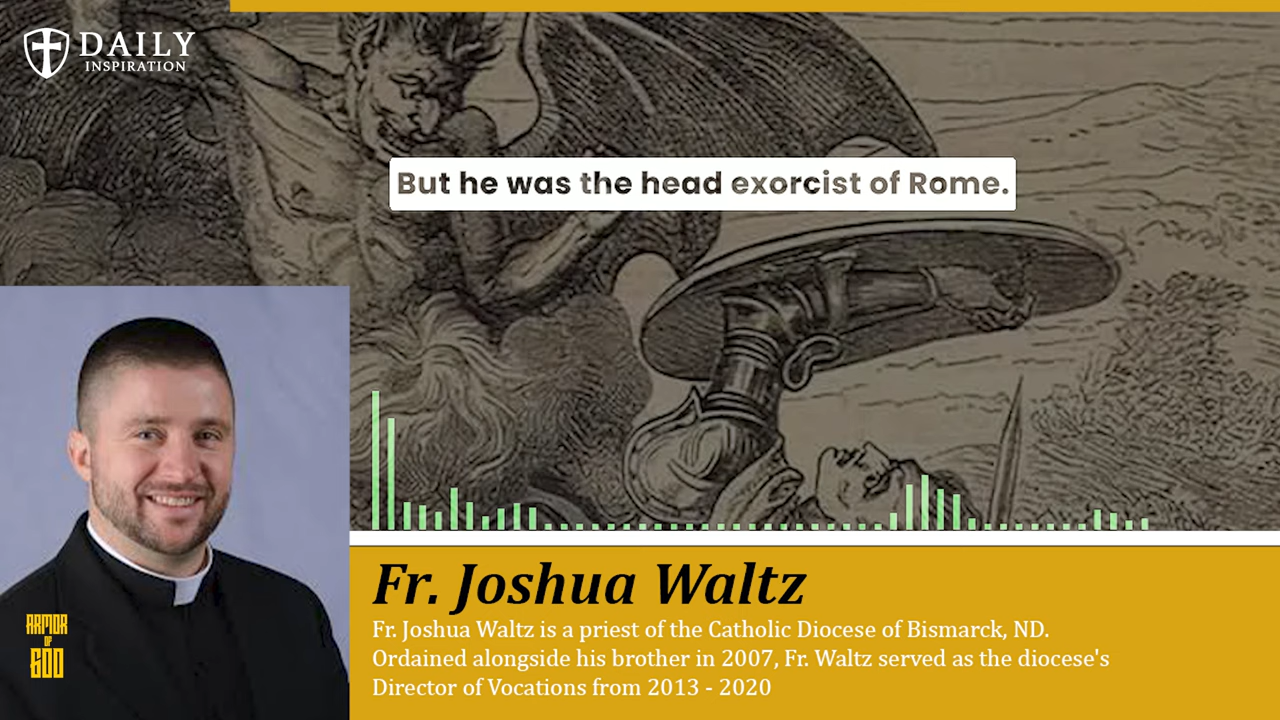 DAILY
INSPIRATION
But he was the head exorcist of Rome.
ARMOR
OF
GOD
Fr. Joshua Waltz
Fr. Joshua Waltz is a priest of the Catholic Diocese of Bismarck, ND.
Ordained alongside his brother in 2007, Fr. Waltz served as the diocese's
Director of Vocations from 2013 - 2020